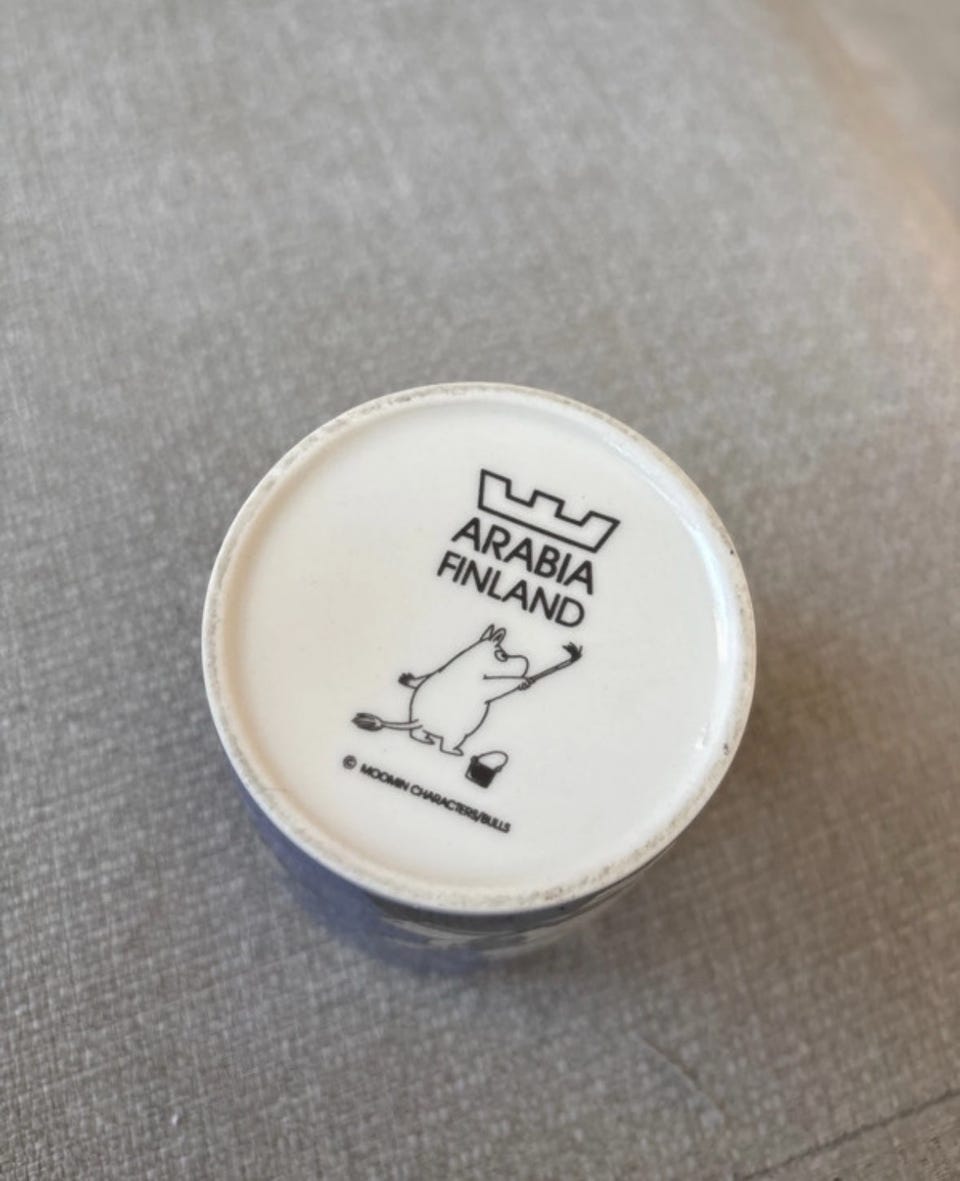 ARABIA
FINLAND
© MOOMIN CHARACTERS/BULLS